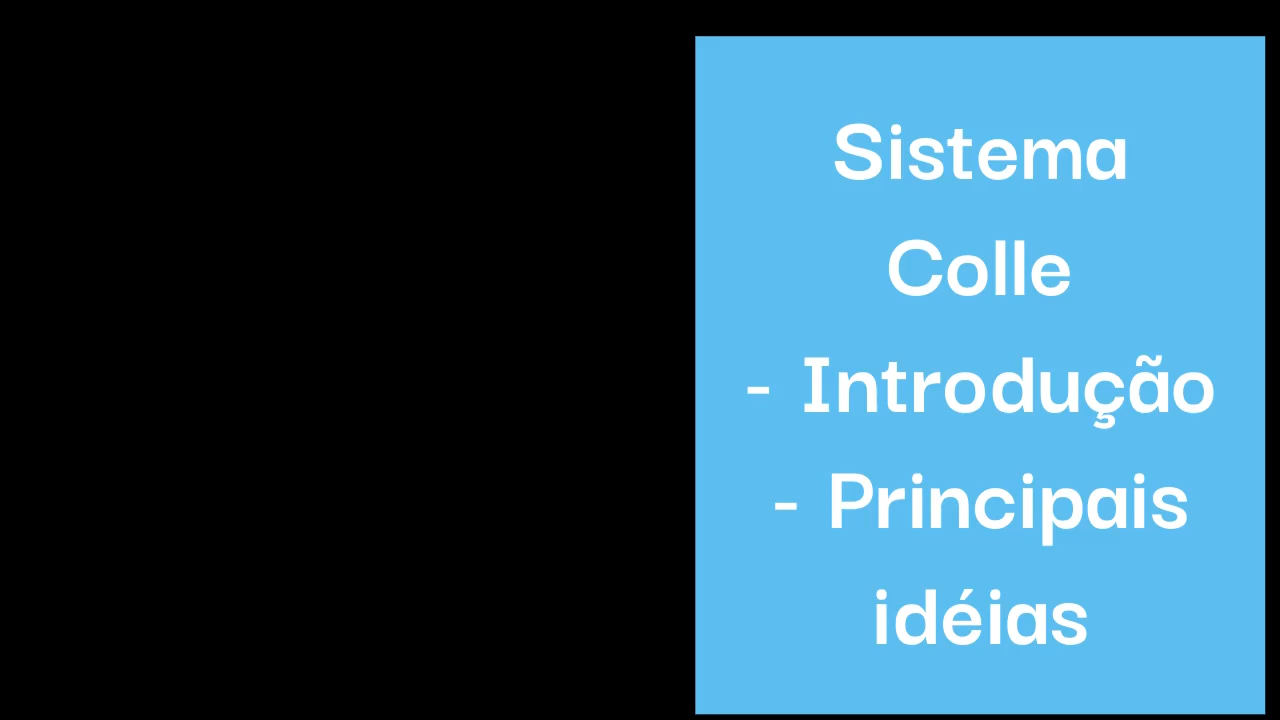 Sistema
Colle
- Introdução
- Principais
idéias